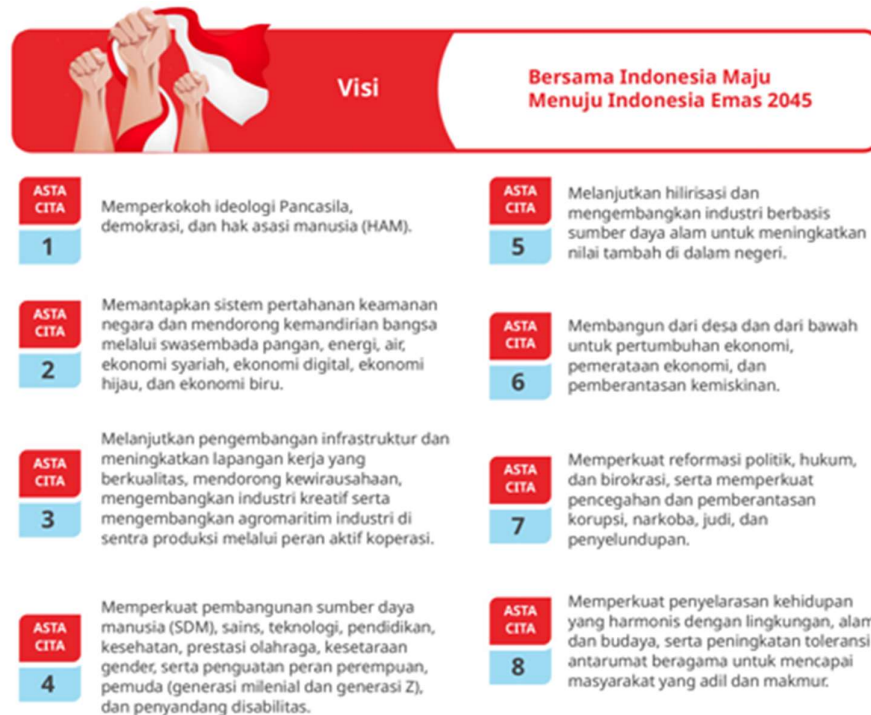 Visi
Bersama Indonesia Maju
Menuju Indonesia Emas 2045
ASTA
CITA
1
Memperkokoh ideologi Pancasila,
demokrasi, dan hak asasi manusia (HAM).
ASTA
CITA
2
Memantapkan sistem pertahanan keamanan
negara dan mendorong kemandirian bangsa
melalui swasembada pangan, energi, air,
ekonomi syariah, ekonomi digital, ekonomi
hijau, dan ekonomi biru.
ASTA
CITA
3
Melanjutkan pengembangan infrastruktur dan
meningkatkan lapangan kerja yang
berkualitas, mendorong kewirausahaan,
mengembangkan industri kreatif serta
mengembangkan agromaritim industri di
sentra produksi melalui peran aktif koperasi.
ASTA
CITA
4
Memperkuat pembangunan sumber daya
manusia (SDM), sains, teknologi, pendidikan,
kesehatan, prestasi olahraga, kesetaraan
gender, serta penguatan peran perempuan,
pemuda (generasi milenial dan generasi Z),
dan penyandang disabilitas.
ASTA
CITA
5
Melanjutkan hilirisasi dan
mengembangkan industri berbasis
sumber daya alam untuk meningkatkan
nilai tambah di dalam negeri.
ASTA
CITA
6
Membangun dari desa dan dari bawah
untuk pertumbuhan ekonomi,
pemerataan ekonomi, dan
pemberantasan kemiskinan.
ASTA
CITA
7
Memperkuat reformasi politik, hukum,
dan birokrasi, serta memperkuat
pencegahan dan pemberantasan
korupsi, narkoba, judi, dan
penyelundupan.
ASTA
CITA
8
Memperkuat penyelarasan kehidupan
yang harmonis dengan lingkungan, alam
dan budaya, serta peningkatan toleransi
antarumat beragama untuk mencapai
masyarakat yang adil dan makmur.